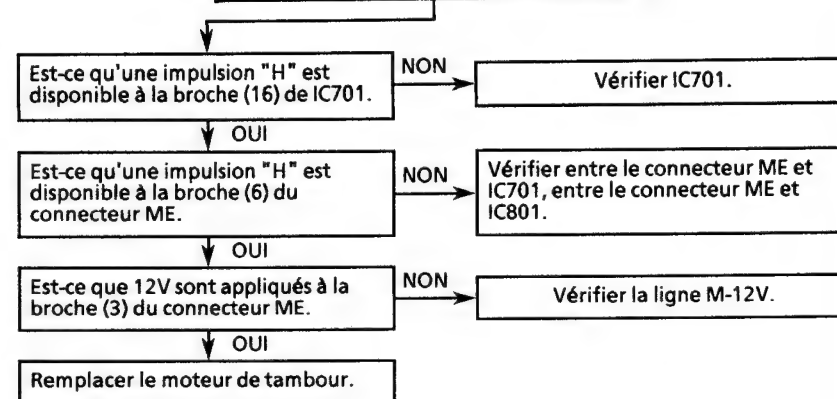 Est-ce qu'une impulsion "H" est
disponible à la broche (16) de IC701.
NON
Vérifier IC701.
OUI
Est-ce qu'une impulsion "H" est
disponible à la broche (6) du
connecteur ME.
NON
Vérifier entre le connecteur ME et
IC701, entre le connecteur ME et
IC801.
OUI
Est-ce que 12V sont appliqués à la
broche (3) du connecteur ME.
NON
Vérifier la ligne M-12V.
OUI
Remplacer le moteur de tambour.